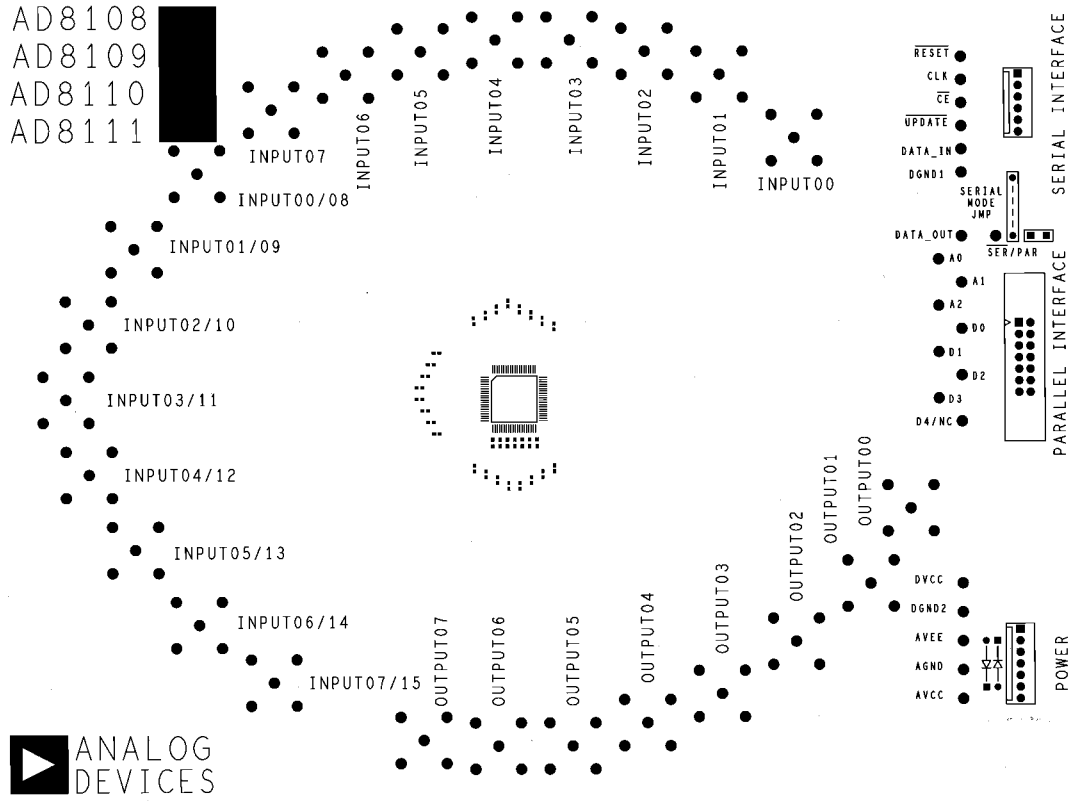 AD8108
AD8109
AD8110
AD8111
INPUT07
INPUT06
INPUT05
INPUT04
INPUT03
INPUT02
INPUT01
INPUT00
INPUT00/08
INPUT01/09
INPUT02/10
INPUT03/11
INPUT04/12
INPUT05/13
INPUT06/14
INPUT07/15
OUTPUT07
OUTPUT06
OUTPUT05
OUTPUT04
OUTPUT03
OUTPUT02
OUTPUT01
OUTPUT00
RESET
CLK
CE
UPDATE
DATA_IN
DGND1
SERIAL INTERFACE
SERIAL
MODE
JMP
DATA_OUT
SER/PAR
A0
A1
A2
D0
D1
D2
D3
D4/NC
PARALLEL INTERFACE
DVCC
DGND2
AVEE
AGND
AVCC
POWER
ANALOG
DEVICES